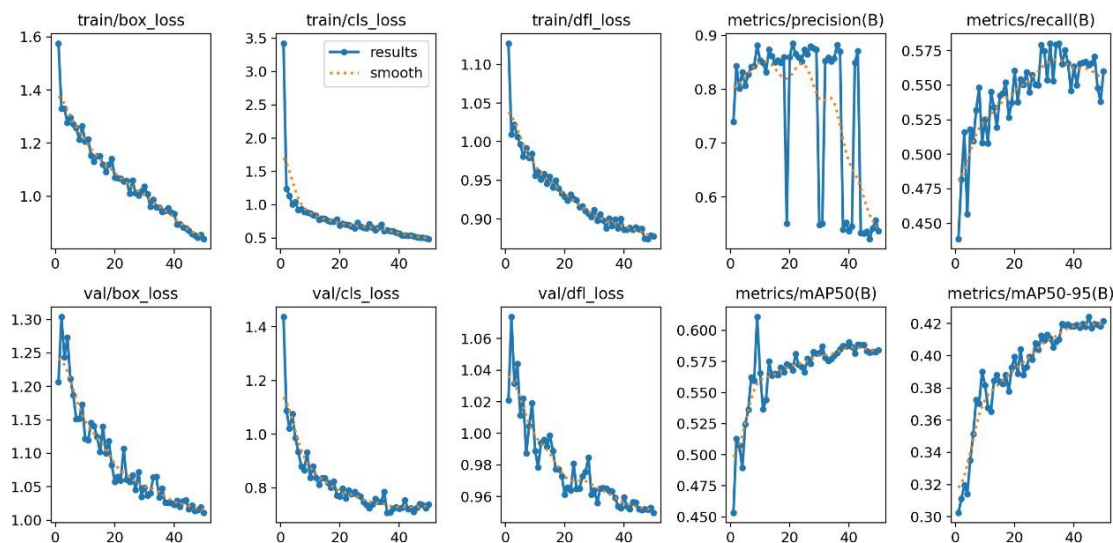 train/box_loss
train/cls_loss
train/dfl_loss
metrics/precision(B)
metrics/recall(B)
1.6
1.4
1.2
1.0
0 20 40
3.5
3.0
2.5
2.0
1.5
1.0
0.5
0 20 40
results
smooth
1.10
1.05
1.00
0.95
0.90
0 20 40
0.9
0.8
0.7
0.6
0 20 40
0.575
0.550
0.525
0.500
0.475
0.450
0 20 40
val/box_loss
val/cls_loss
val/dfl_loss
metrics/mAP50(B)
metrics/mAP50-95(B)
1.30
1.25
1.20
1.15
1.10
1.05
1.00
0 20 40
1.4
1.2
1.0
0.8
0 20 40
1.06
1.04
1.02
1.00
0.98
0.96
0 20 40
0.600
0.575
0.550
0.525
0.500
0.475
0.450
0 20 40
0.42
0.40
0.38
0.36
0.34
0.32
0.30
0 20 40